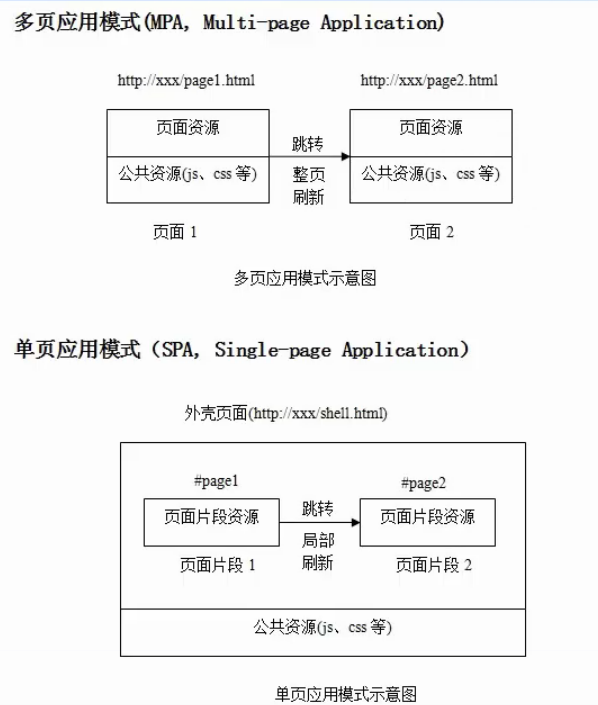 多页应用模式(MPA, Multi-page Application)
http://xxx/page1.html
http://xxx/page2.html
页面资源
公共资源(js、css 等)
页面 1
跳转
整页
刷新
页面资源
公共资源(js、css 等)
页面 2
多页应用模式示意图
单页应用模式（SPA, Single-page Application）
外壳页面(http://xxx/shell.html)
#page1
#page2
页面片段资源
页面片段 1
跳转
局部
刷新
页面片段资源
页面片段 2
公共资源(js、css 等)
单页应用模式示意图